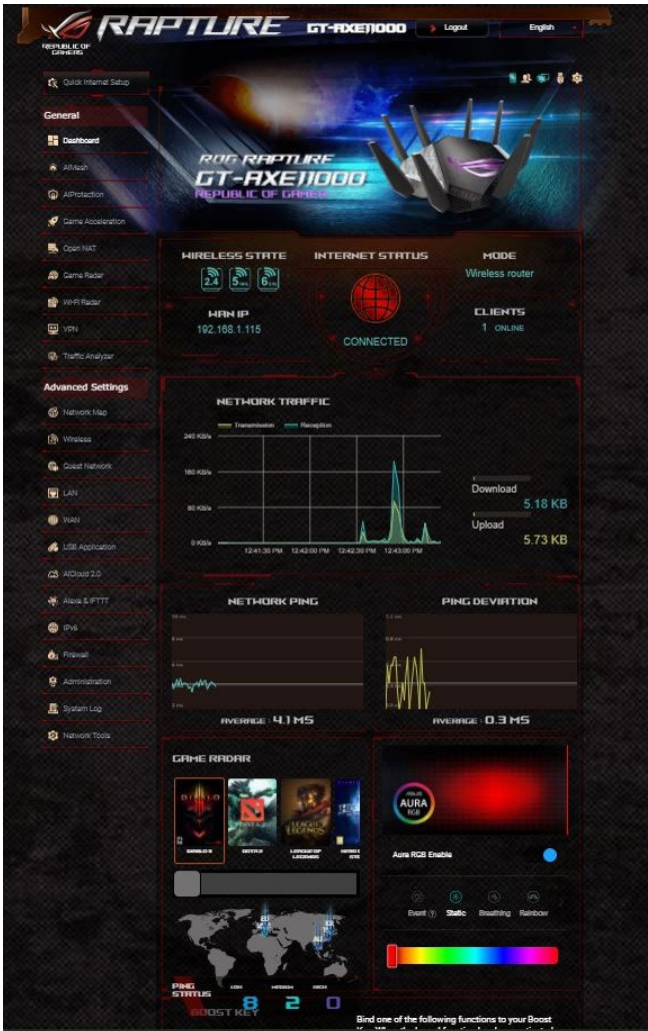 RAPTURE
GT-AXE11000
Logout
English
REPUBLIC OF
GAMERS
Quick Internet Setup
General
Dashboard
AiMesh
AiProtection
Game Acceleration
Open NAT
Game Radar
Wi-Fi Radar
VPN
Traffic Analyzer
Advanced Settings
Network Map
Wireless
Guest Network
LAN
WAN
USB Application
AiCloud 2.0
Alexa & IFTTT
IPv6
Firewall
Administration
System Log
Network Tools
ROG RAPTURE
GT-AXE11000
REPUBLIC OF GAMER
WIRELESS STATE
2.4
5
6
WAN IP
192.168.1.115
INTERNET STATUS
CONNECTED
MODE
Wireless router
CLIENTS
1 ONLINE
NETWORK TRAFFIC
Transmission
Reception
240 KB/s
160 KB/s
80 KB/s
0 KB/s
12:41:30 PM 12:42:00 PM 12:42:30 PM 12:43:00 PM
Download
5.18 KB
Upload
5.73 KB
NETWORK PING
AVERAGE : 4.1 MS
PING DEVIATION
AVERAGE : 0.3 MS
GAME RADAR
DIABLO
DIABLO 3
DOTA 2
LEAGUE OF
LEGENDS
PING
STATUS
LOW
MEDIUM
HIGH
8
2
0
BOOST KEY
ASUS
AURA
RGB
Aura RGB Enable
Event
Static
Breathing
Rainbow
Bind one of the following functions to your Boost